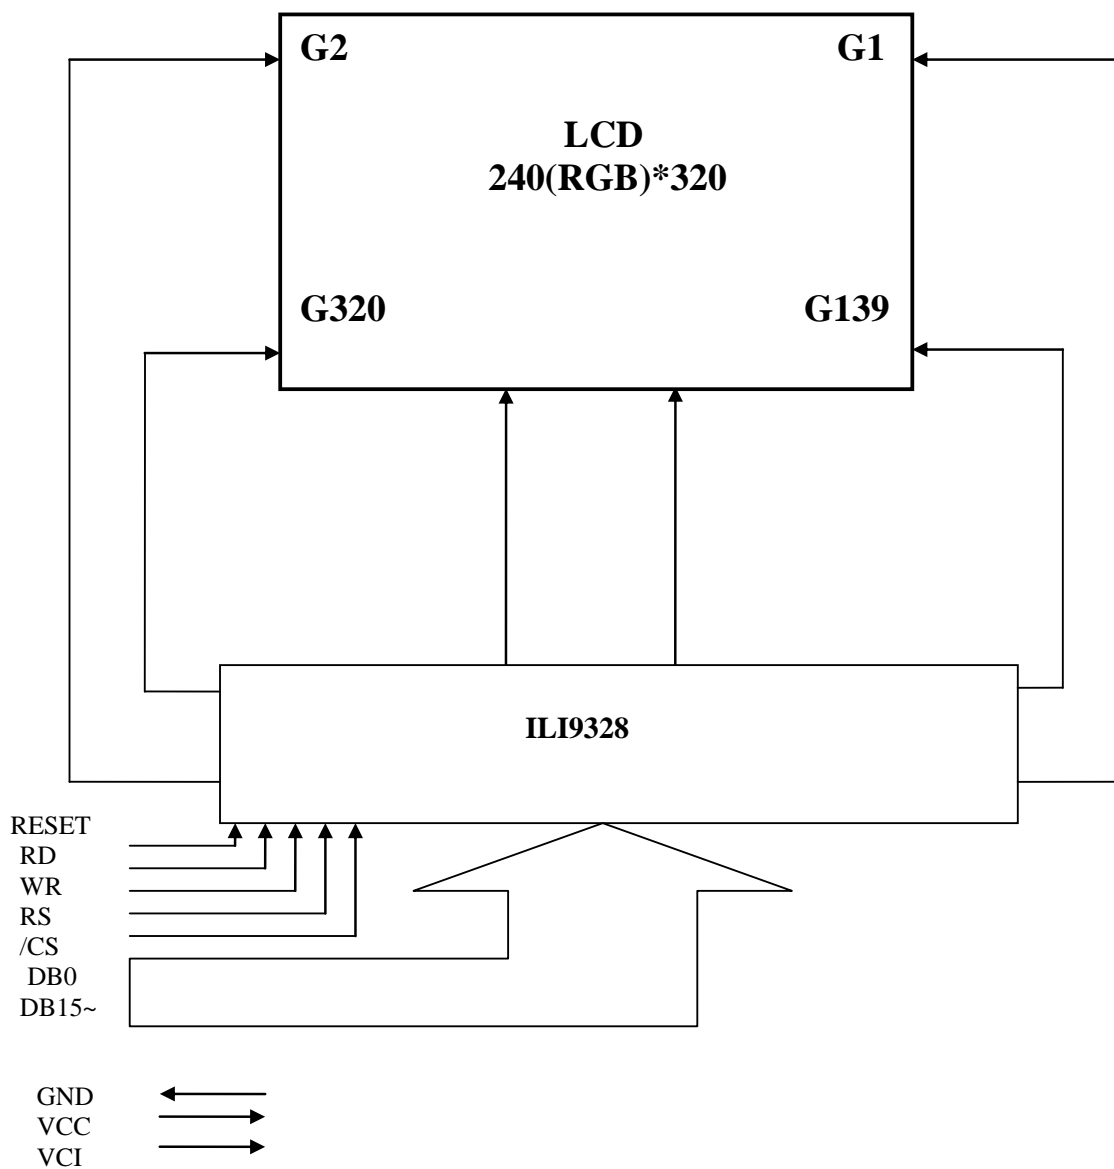 G2 G1
LCD
240(RGB)*320
G320 G139
ILI9328
RESET
RD
WR
RS
/CS
DB0
DB15~
GND
VCC
VCI